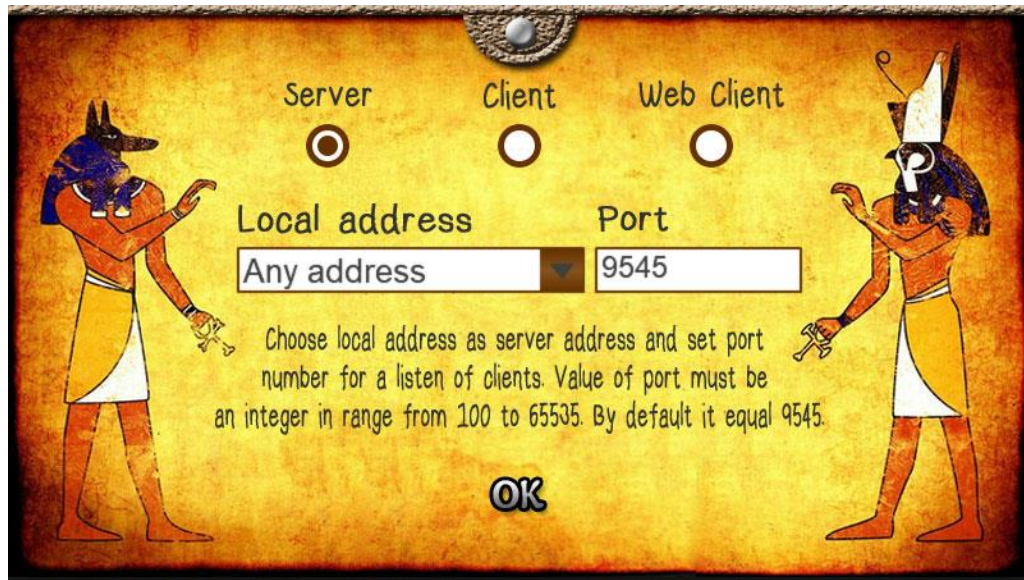 Server Client Web Client
Local address Port
Any address 9545
Choose local address as server address and set port
number for a listen of clients. Value of port must be
an integer in range from 100 to 65535. By default it equal 9545.
OK